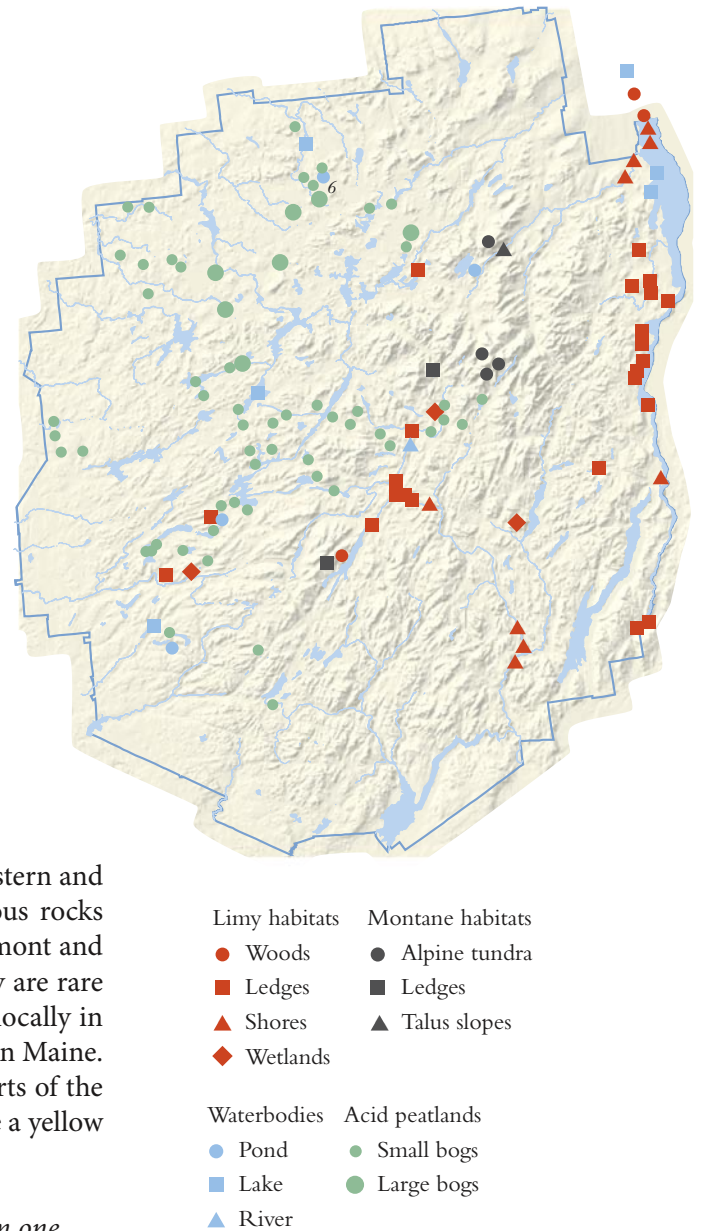 6
stern and
ous rocks
mont and
y are rare
locally in
n Maine.
rts of the
e a yellow
n one
Limy habitats
Woods
Ledges
Shores
Wetlands
Montane habitats
Alpine tundra
Ledges
Talus slopes
Waterbodies
Pond
Lake
River
Acid peatlands
Small bogs
Large bogs